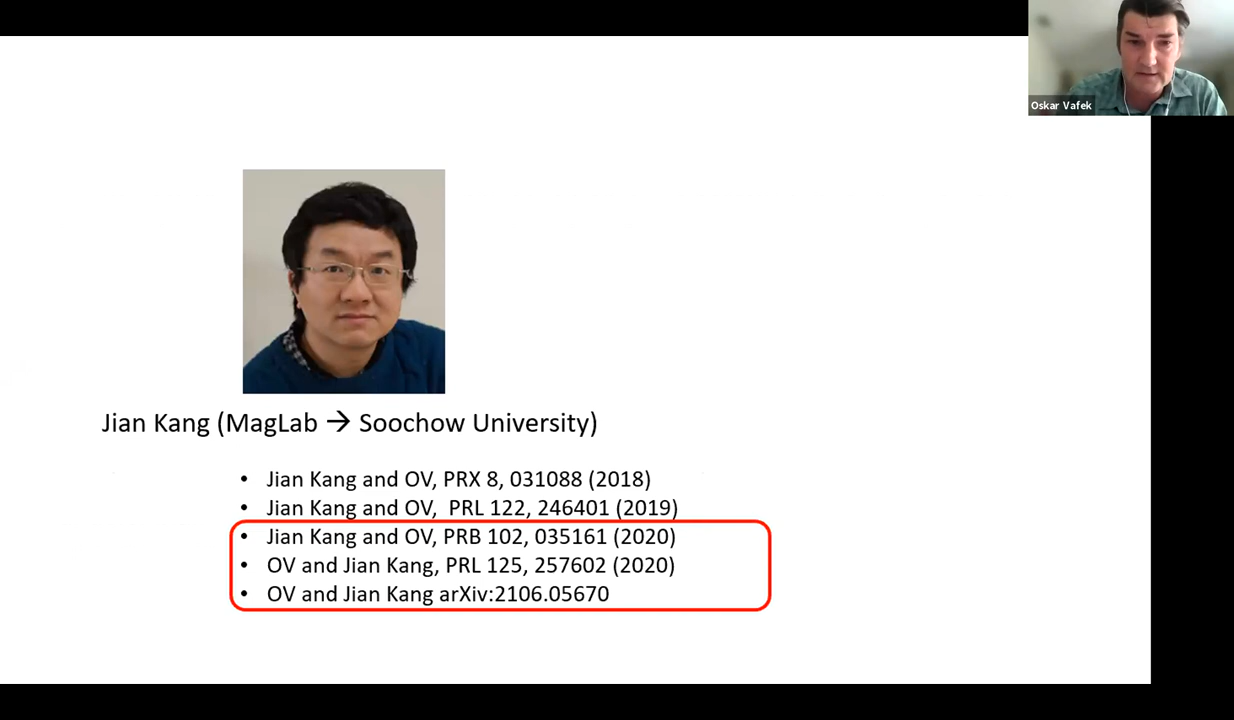 Oskar Vafek
Jian Kang (MagLab → Soochow University)
• Jian Kang and OV, PRX 8, 031088 (2018)
• Jian Kang and OV, PRL 122, 246401 (2019)
• Jian Kang and OV, PRB 102, 035161 (2020)
• OV and Jian Kang, PRL 125, 257602 (2020)
• OV and Jian Kang arXiv:2106.05670